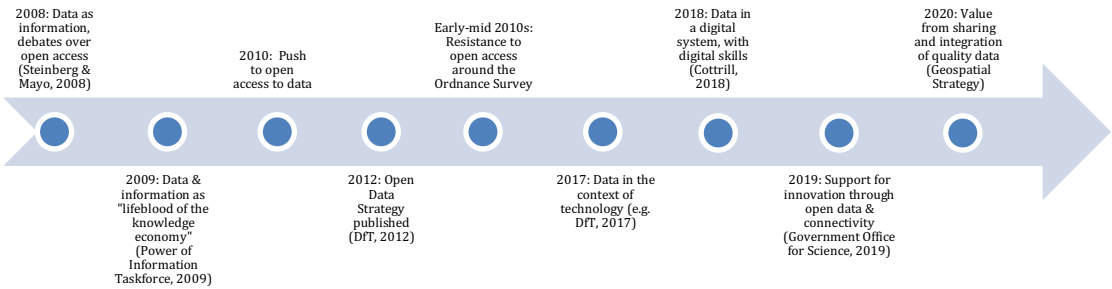 2008: Data as
information,
debates over
open access
(Steinberg &
Mayo, 2008)
2009: Data &
information as
"lifeblood of the
knowledge
economy"
(Power of
Information
Taskforce, 2009)
2010:  Push
to open
access to data
2012: Open
Data
Strategy
published
(DfT, 2012)
Early-mid 2010s:
Resistance to
open access
around the
Ordnance Survey
2017: Data in the
context of
technology (e.g.
DfT, 2017)
2018: Data in
a digital
system, with
digital skills
(Cottrill,
2018)
2019: Support for
innovation through
open data &
connectivity
(Government Office
for Science, 2019)
2020: Value
from sharing
and integration
of quality data
(Geospatial
Strategy)